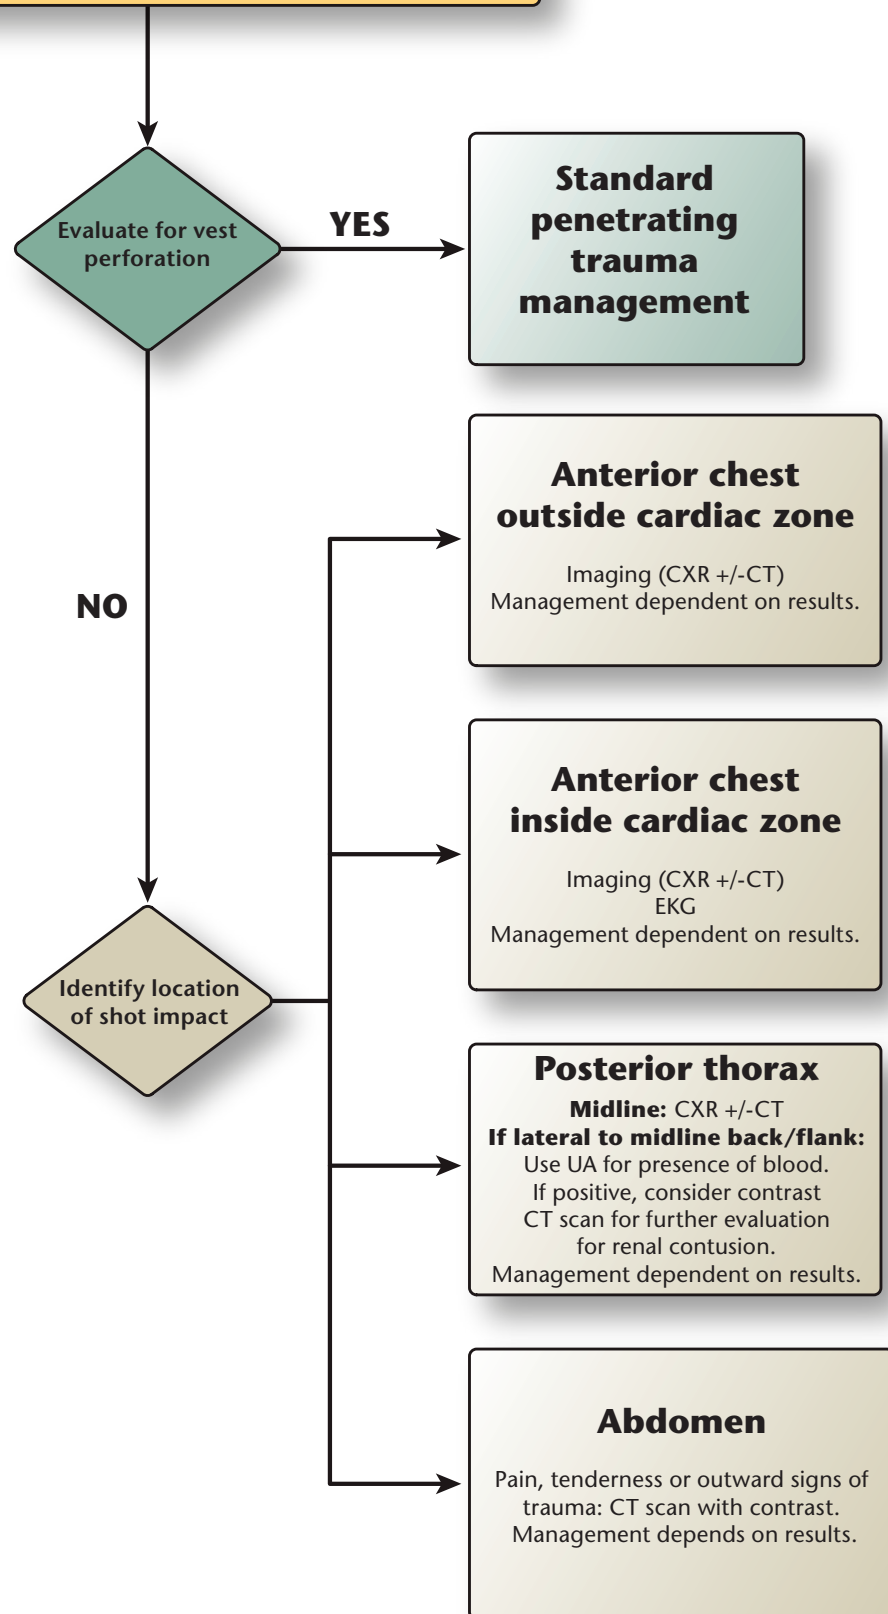 Evaluate for vest
perforation
YES
Standard
penetrating
trauma
management
NO
Anterior chest
outside cardiac zone
Imaging (CXR +/-CT)
Management dependent on results.
Anterior chest
inside cardiac zone
Imaging (CXR +/-CT)
EKG
Management dependent on results.
Identify location
of shot impact
Posterior thorax
Midline: CXR +/-CT
If lateral to midline back/flank:
Use UA for presence of blood.
If positive, consider contrast
CT scan for further evaluation
for renal contusion.
Management dependent on results.
Abdomen
Pain, tenderness or outward signs of
trauma: CT scan with contrast.
Management depends on results.